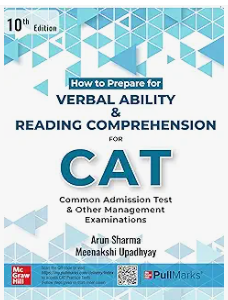 10th Edition
How to Prepare for
VERBAL ABILITY
&
READING COMPREHENSION
FOR
CAT
Common Admission Test
& Other Management
Examinations
Arun Sharma
Meenakshi Upadhyay
Mc
Graw
Hill
PullMarks